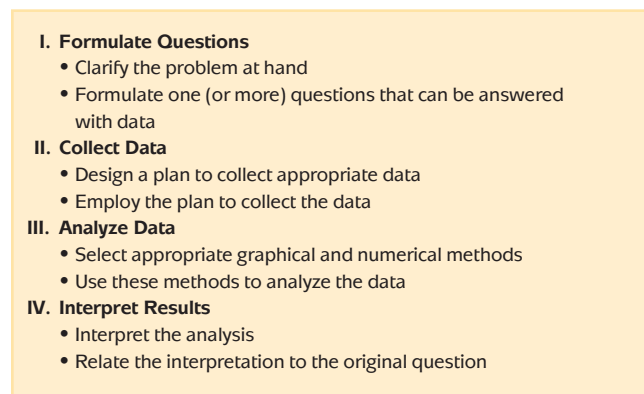 I. Formulate Questions
• Clarify the problem at hand
• Formulate one (or more) questions that can be answered
with data
II. Collect Data
• Design a plan to collect appropriate data
• Employ the plan to collect the data
III. Analyze Data
• Select appropriate graphical and numerical methods
• Use these methods to analyze the data
IV. Interpret Results
• Interpret the analysis
• Relate the interpretation to the original question